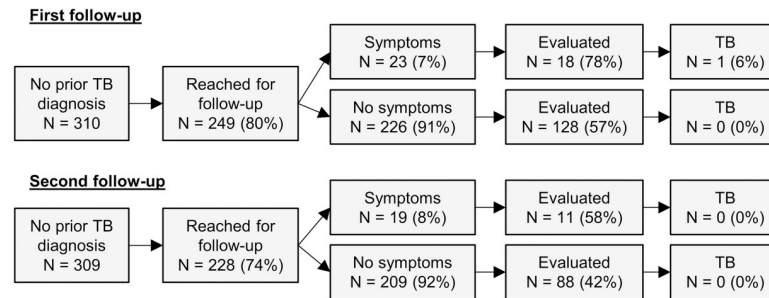 First follow-up
No prior TB
diagnosis
N = 310
Reached for
follow-up
N = 249 (80%)
Symptoms
N = 23 (7%)
Evaluated
N = 18 (78%)
TB
N = 1 (6%)
No symptoms
N = 226 (91%)
Evaluated
N = 128 (57%)
TB
N = 0 (0%)
Second follow-up
No prior TB
diagnosis
N = 309
Reached for
follow-up
N = 228 (74%)
Symptoms
N = 19 (8%)
Evaluated
N = 11 (58%)
TB
N = 0 (0%)
No symptoms
N = 209 (92%)
Evaluated
N = 88 (42%)
TB
N = 0 (0%)